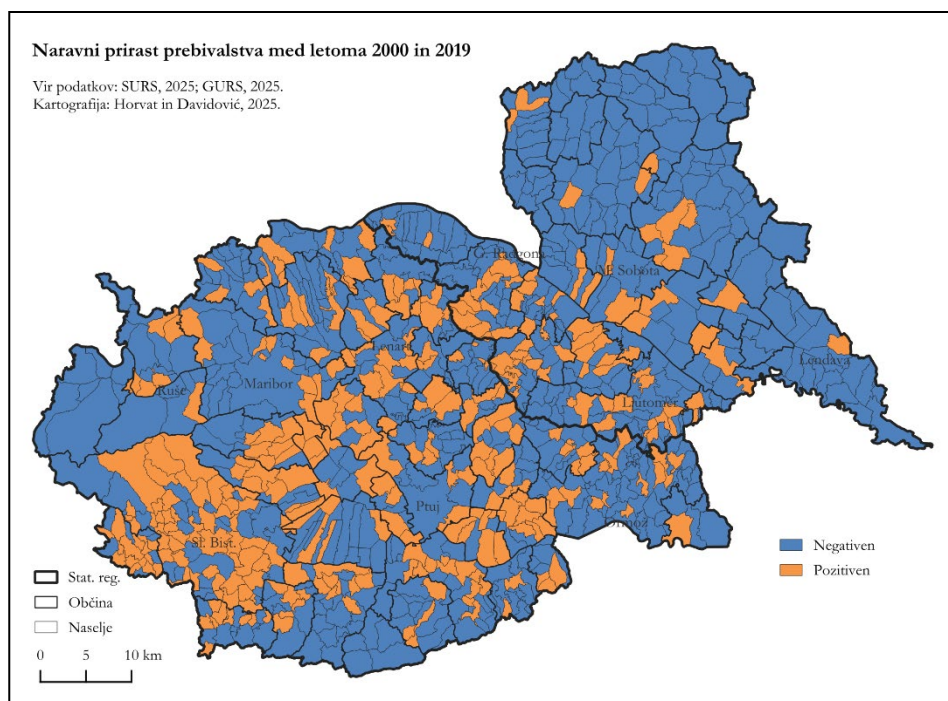 Naravni prirast prebivalstva med letoma 2000 in 2019
Vir podatkov: SURS, 2025; GURS, 2025.
Kartografija: Horvat in Davidović, 2025.
G. Radgona
M. Sobota
Lenart
Lendava
Maribor
Ruše
Ljutomer
Ptuj
Ormož
Sl. Bist.
Negativen
Pozitiven
Stat. reg.
Občina
Naselje
0 5 10 km